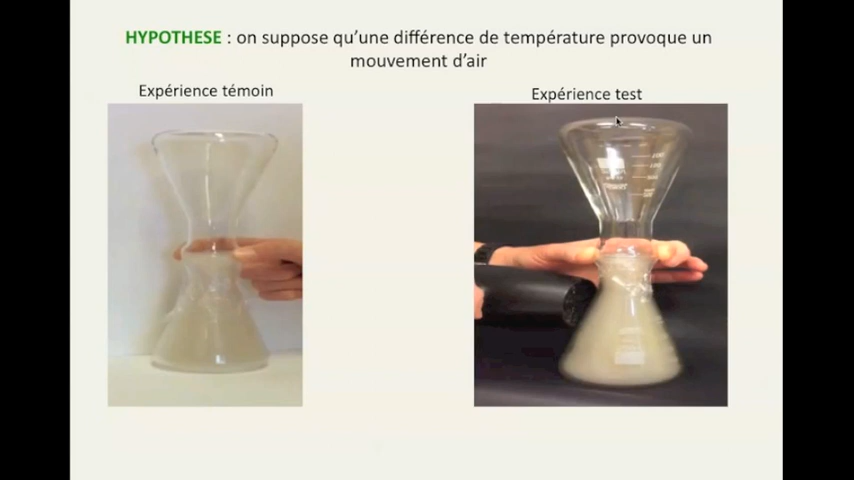 HYPOTHESE : on suppose qu'une différence de température provoque un
mouvement d'air
Expérience témoin
Expérience test